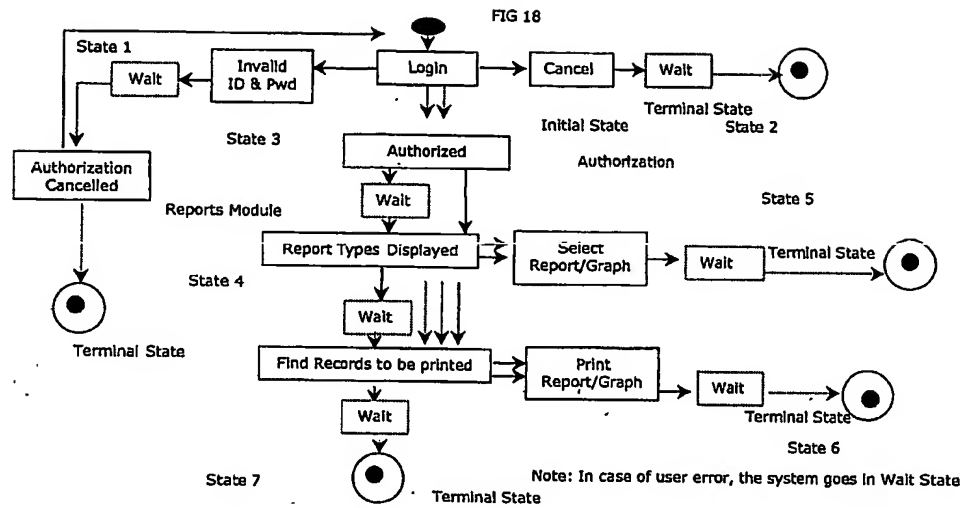 FIG 18
State 1
Invalid
ID & Pwd
Wait
Login
Cancel
Wait
Terminal State
State 2
Initial State
State 3
Authorized
Authorization
Authorization
Cancelled
Wait
Reports Module
State 5
Report Types Displayed
Select
Report/Graph
Wait
Terminal State
State 4
Wait
Terminal State
Find Records to be printed
Print
Report/Graph
Wait
Terminal State
Wait
State 6
State 7
Terminal State
Note: In case of user error, the system goes in Wait State